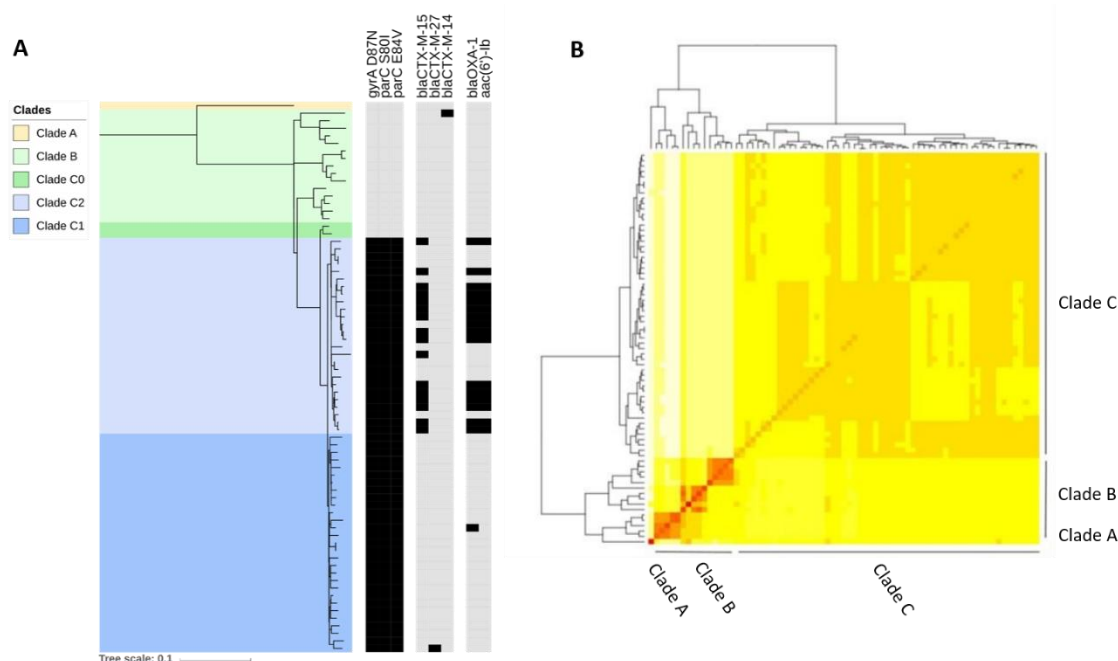 A
Clades
Clade A
Clade B
Clade C0
Clade C2
Clade C1
gyrA D87N
parC S80I
parC E84V
blaCTX-M-15
blaCTX-M-27
blaCTX-M-14
blaOXA-1
aac(6')-Ib
Tree scale: 0.1
B
Clade C
Clade B
Clade A
Clade A
Clade B
Clade C